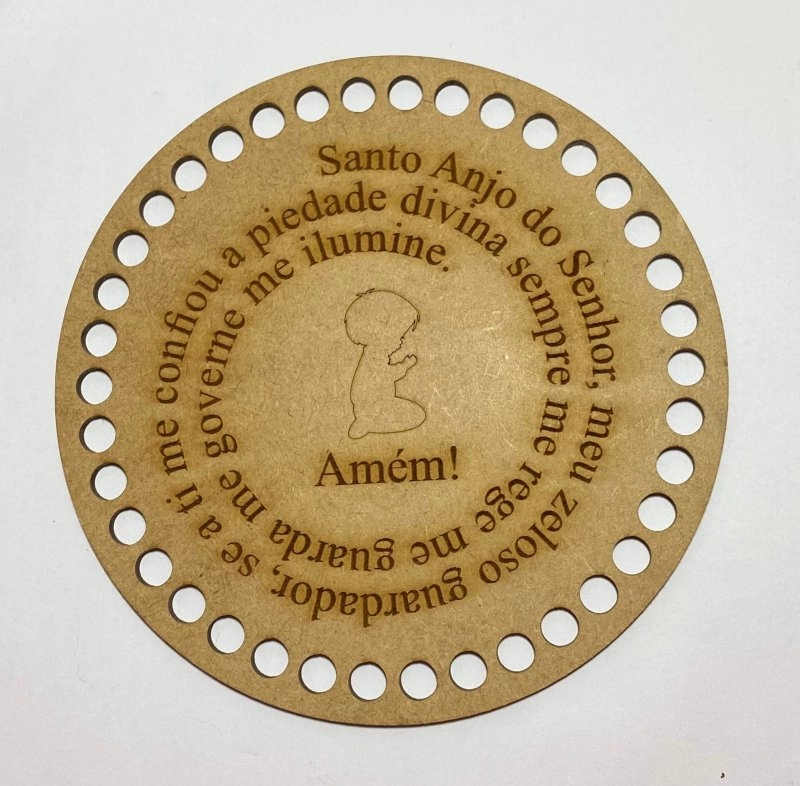 Santo Anjo do Senhor, meu zeloso guardador, se a ti me confiou a piedade divina sempre me rege me guarda me governe me ilumine.
Amém!